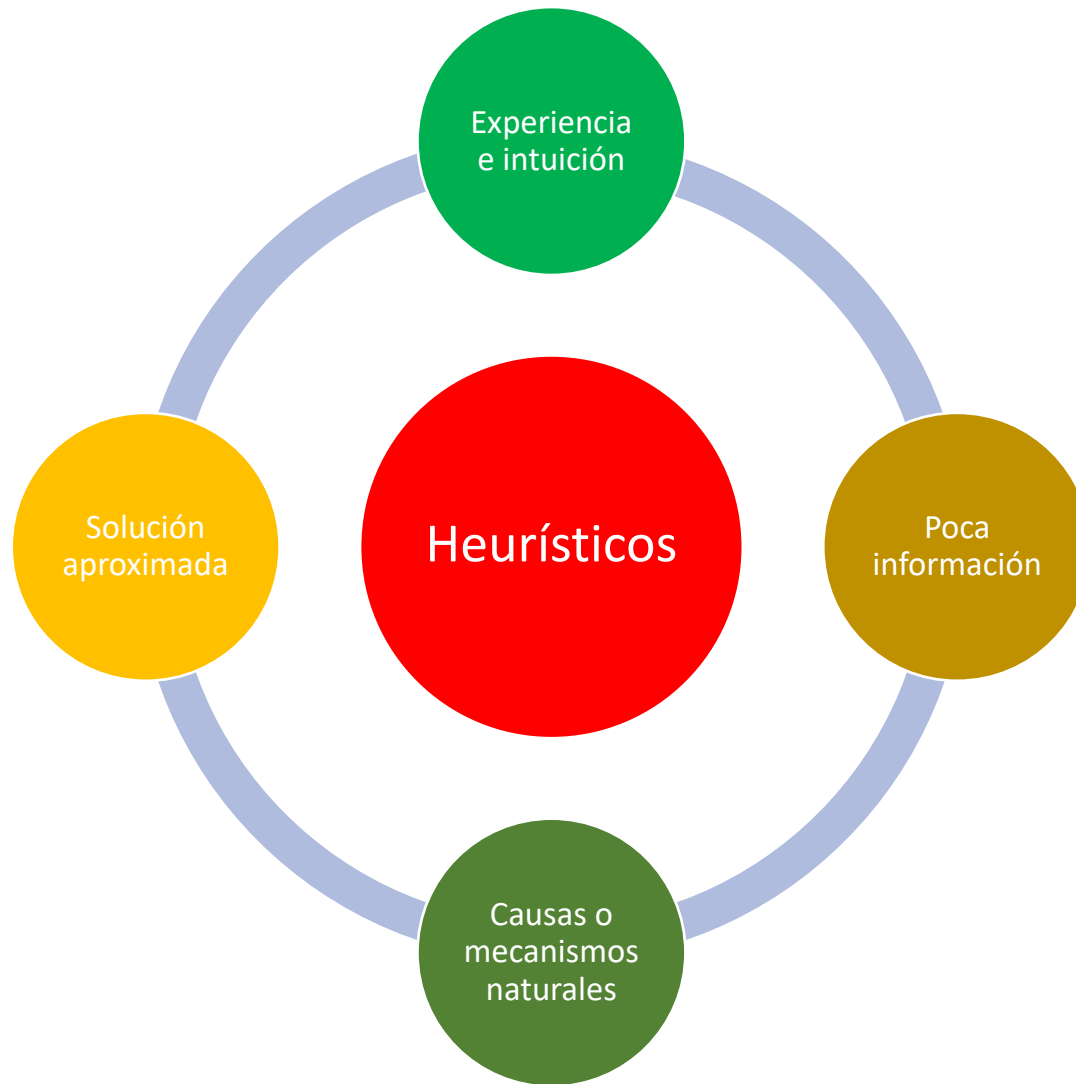 Experiencia
e intuición
Solución
aproximada
Heurísticos
Poca
información
Causas o
mecanismos
naturales